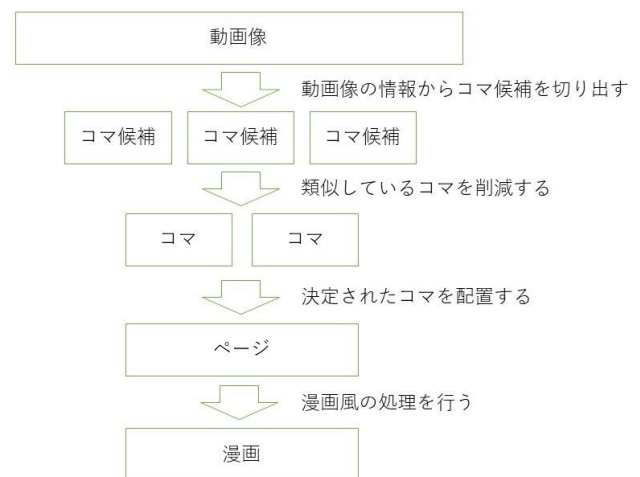 動画像
動画像の情報からコマ候補を切り出す
コマ候補 コマ候補 コマ候補
類似しているコマを削減する
コマ コマ
決定されたコマを配置する
ページ
漫画風の処理を行う
漫画